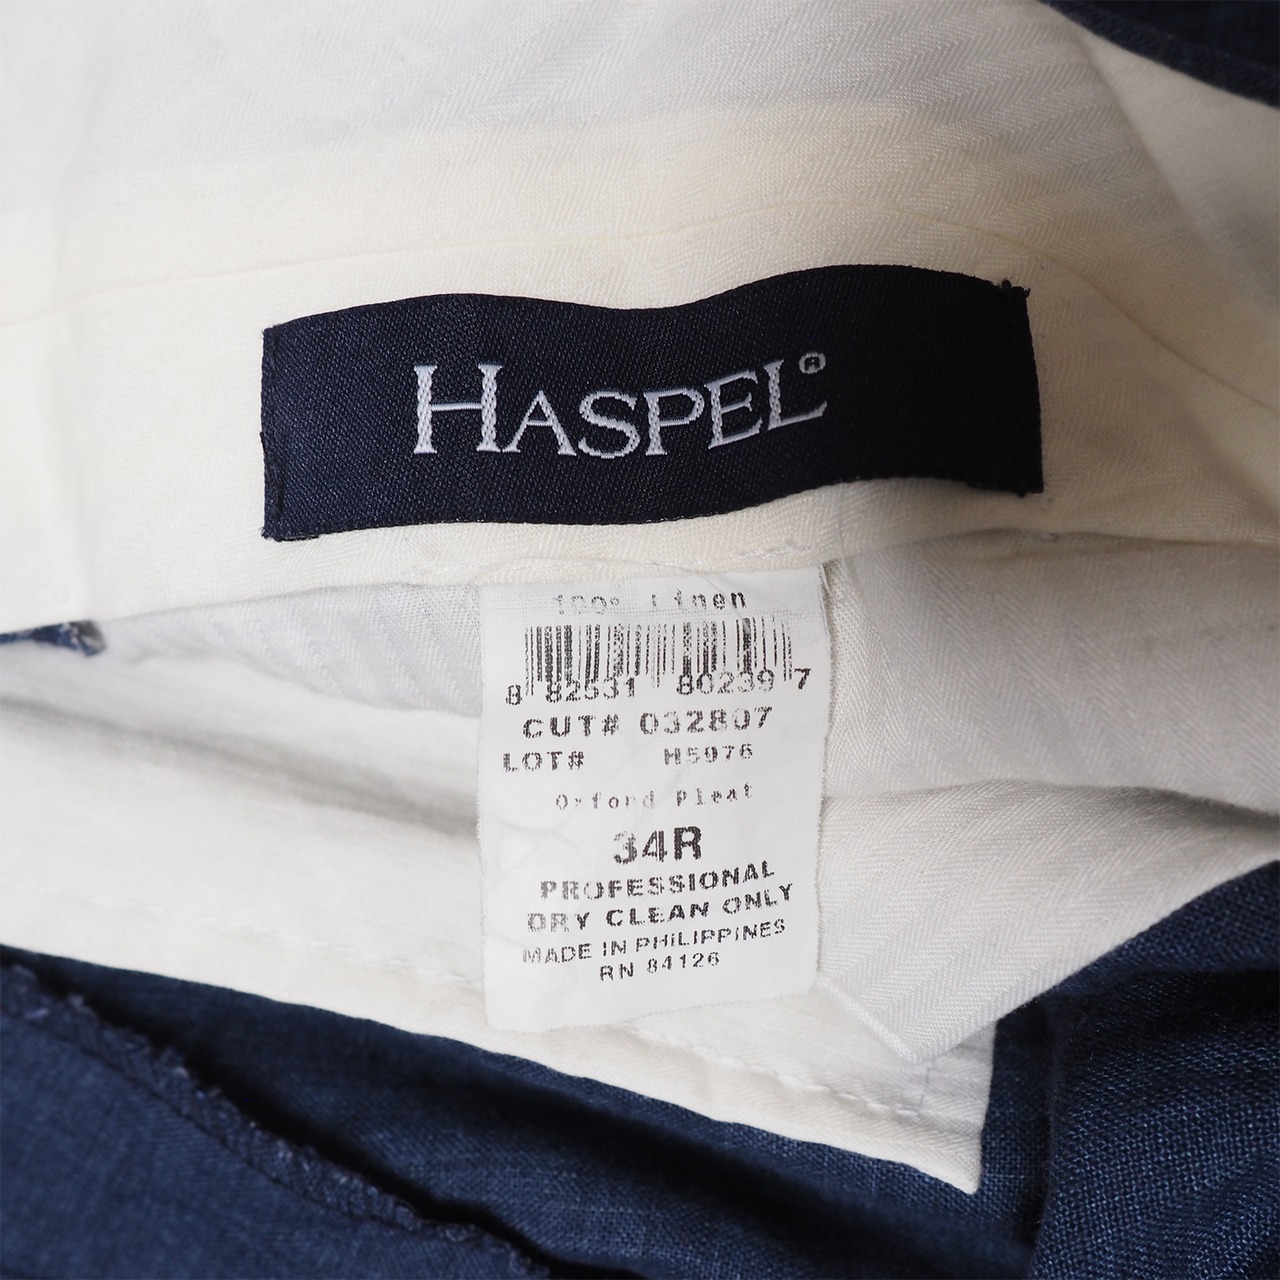 HASPEL®
100% Linen
8 82531 80239 7
CUT# 032807
LOT# H5976
Oxford Pleat
34R
PROFESSIONAL
DRY CLEAN ONLY
MADE IN PHILIPPINES
RN 84126